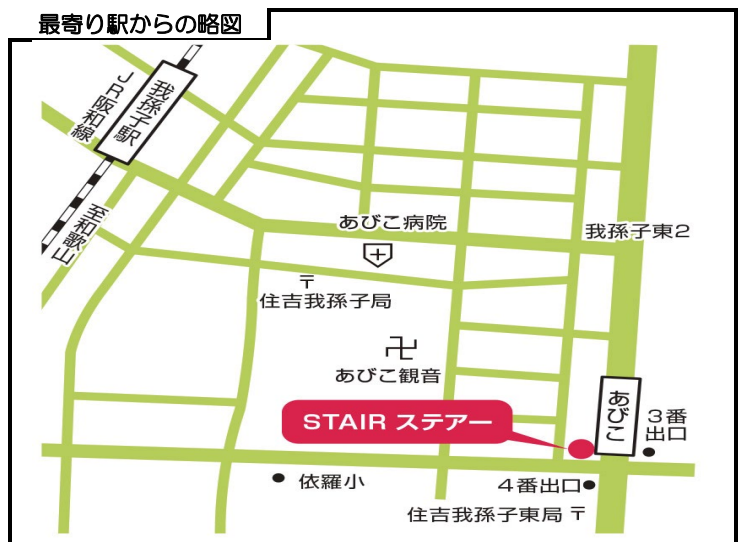 最寄り駅からの略図
我孫子駅
JR阪和線
至和歌山
あびこ病院
我孫子東2
〒
住吉我孫子局
卍
あびこ観音
STAIR ステアー
あびこ
3番
出口
依羅小
4番出口
住吉我孫子東局 〒